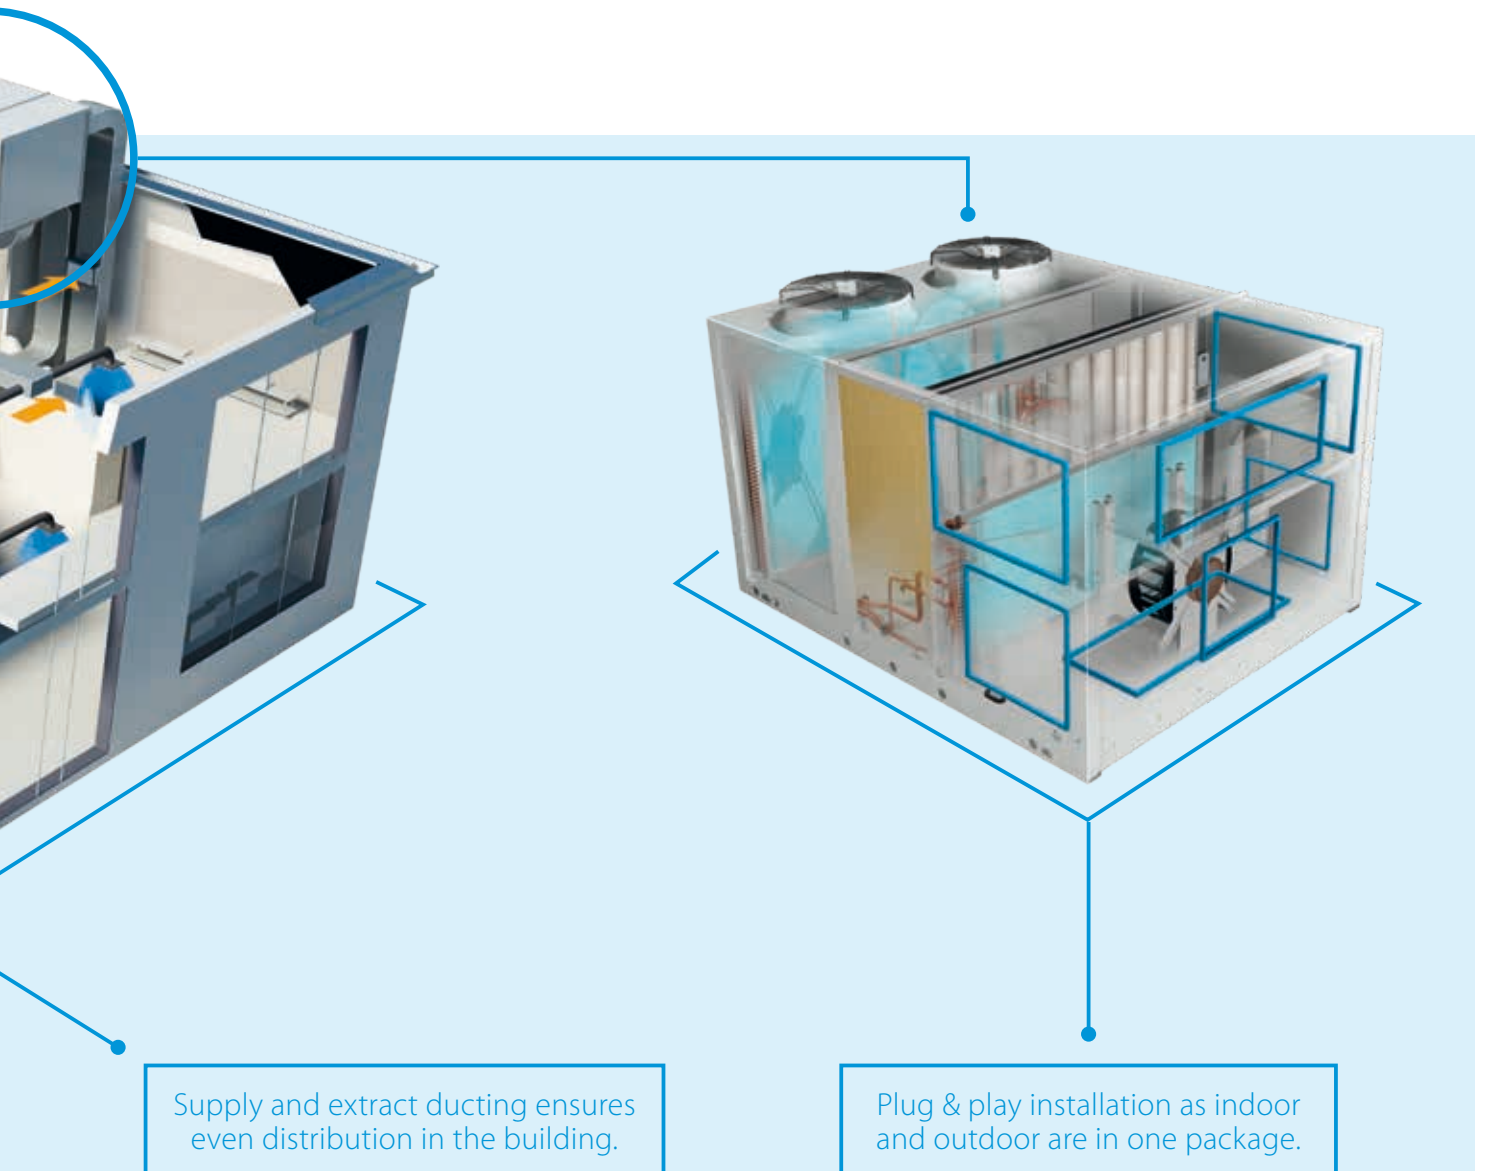 Supply and extract ducting ensures
even distribution in the building.
Plug & play installation as indoor
and outdoor are in one package.